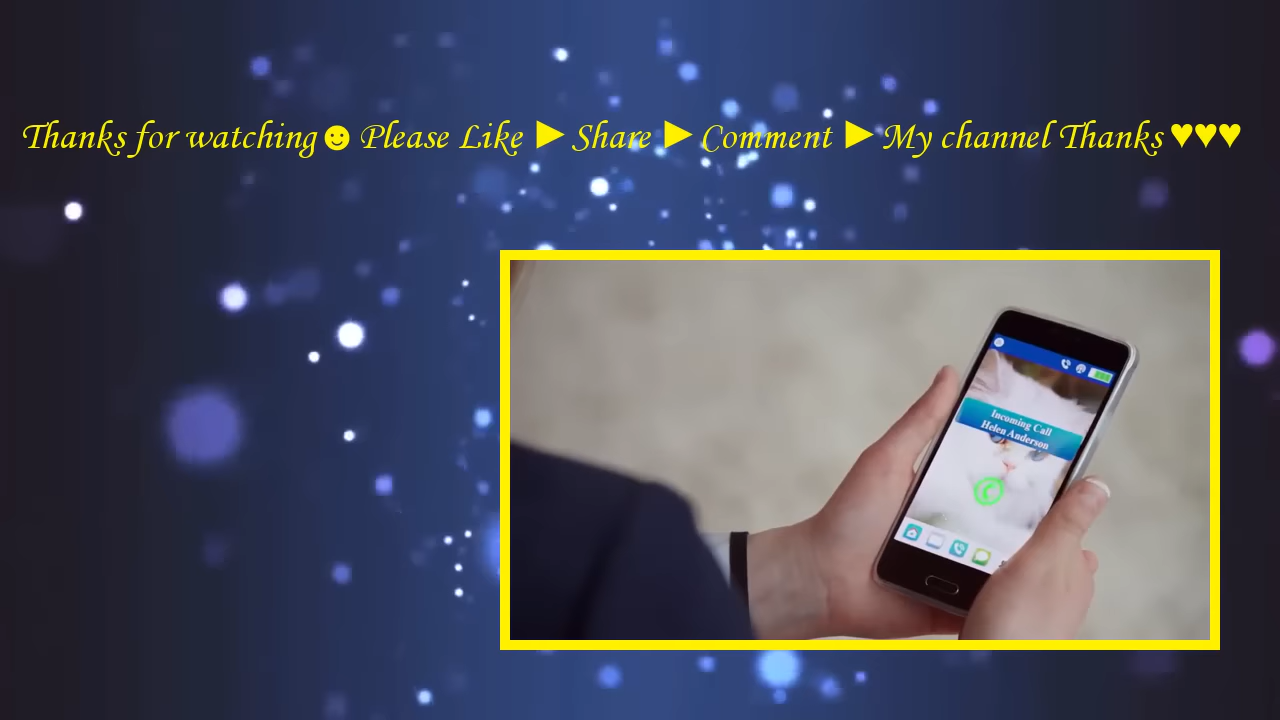 Thanks for watching☻Please Like ►Share ►Comment ►My channel Thanks♥♥♥
Incoming Call
Helen Anderson